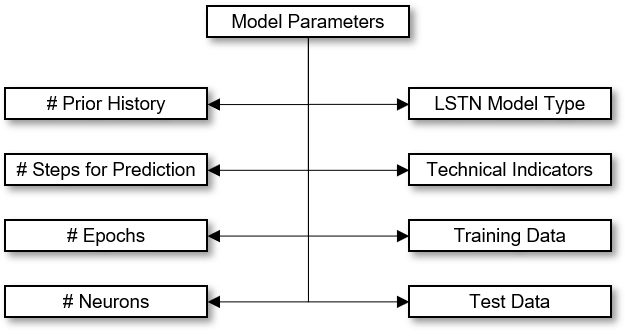 Model Parameters
# Prior History
LSTN Model Type
# Steps for Prediction
Technical Indicators
# Epochs
Training Data
# Neurons
Test Data